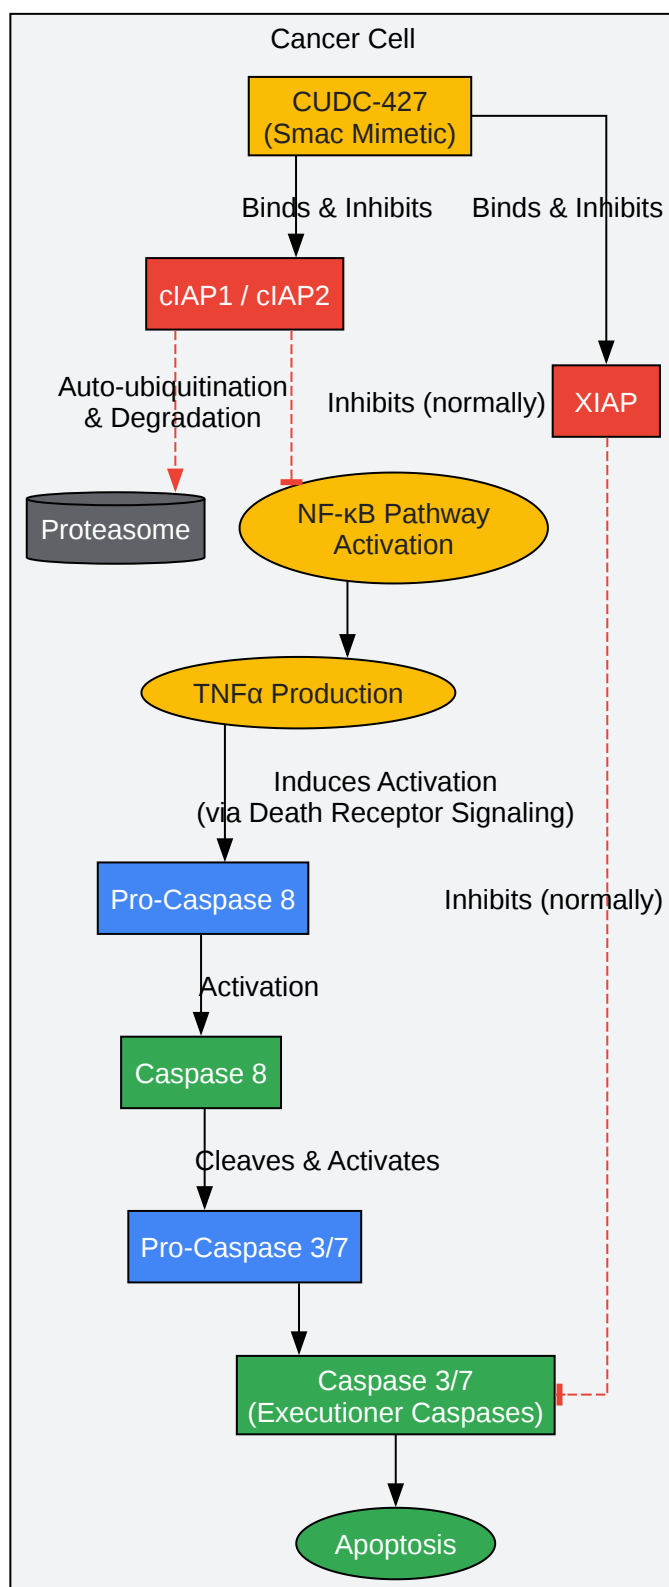 Cancer Cell
CUDC-427
(Smac Mimetic)
Binds & Inhibits
Binds & Inhibits
cIAP1 / cIAP2
Auto-ubiquitination
& Degradation
Inhibits (normally)
XIAP
Proteasome
NF-κB Pathway
Activation
TNFα Production
Induces Activation
(via Death Receptor Signaling)
Pro-Caspase 8
Inhibits (normally)
Activation
Caspase 8
Cleaves & Activates
Pro-Caspase 3/7
Caspase 3/7
(Executioner Caspases)
Apoptosis